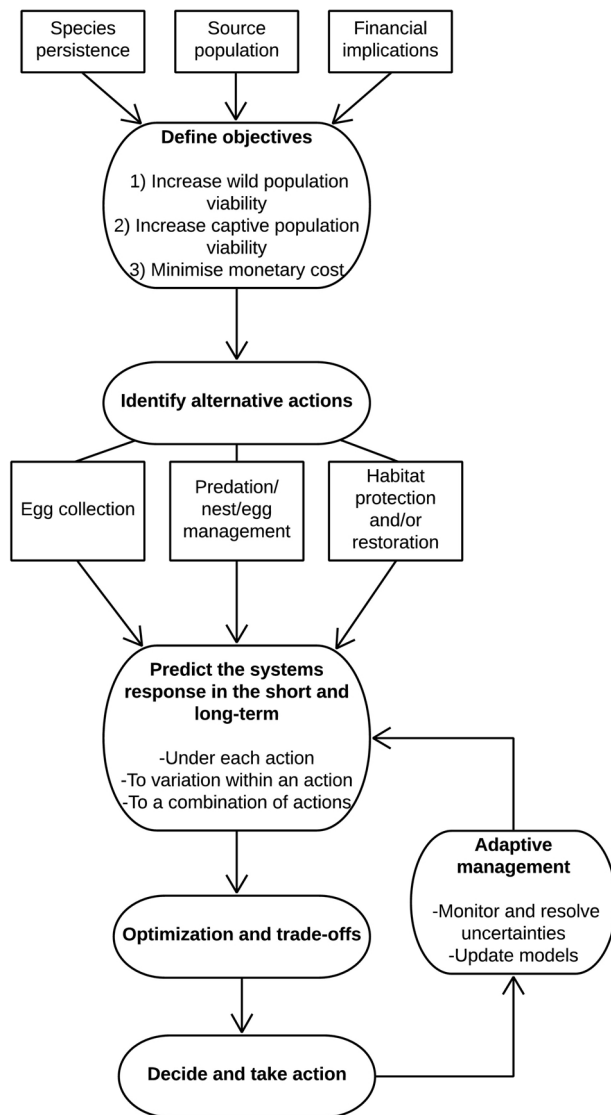 Species
persistence
Source
population
Financial
implications
Define objectives
1) Increase wild population
viability
2) Increase captive population
viability
3) Minimise monetary cost
Identify alternative actions
Egg collection
Predation/
nest/egg
management
Habitat
protection
and/or
restoration
Predict the systems
response in the short and
long-term
-Under each action
-To variation within an action
-To a combination of actions
Adaptive
management
-Monitor and resolve
uncertainties
-Update models
Optimization and trade-offs
Decide and take action